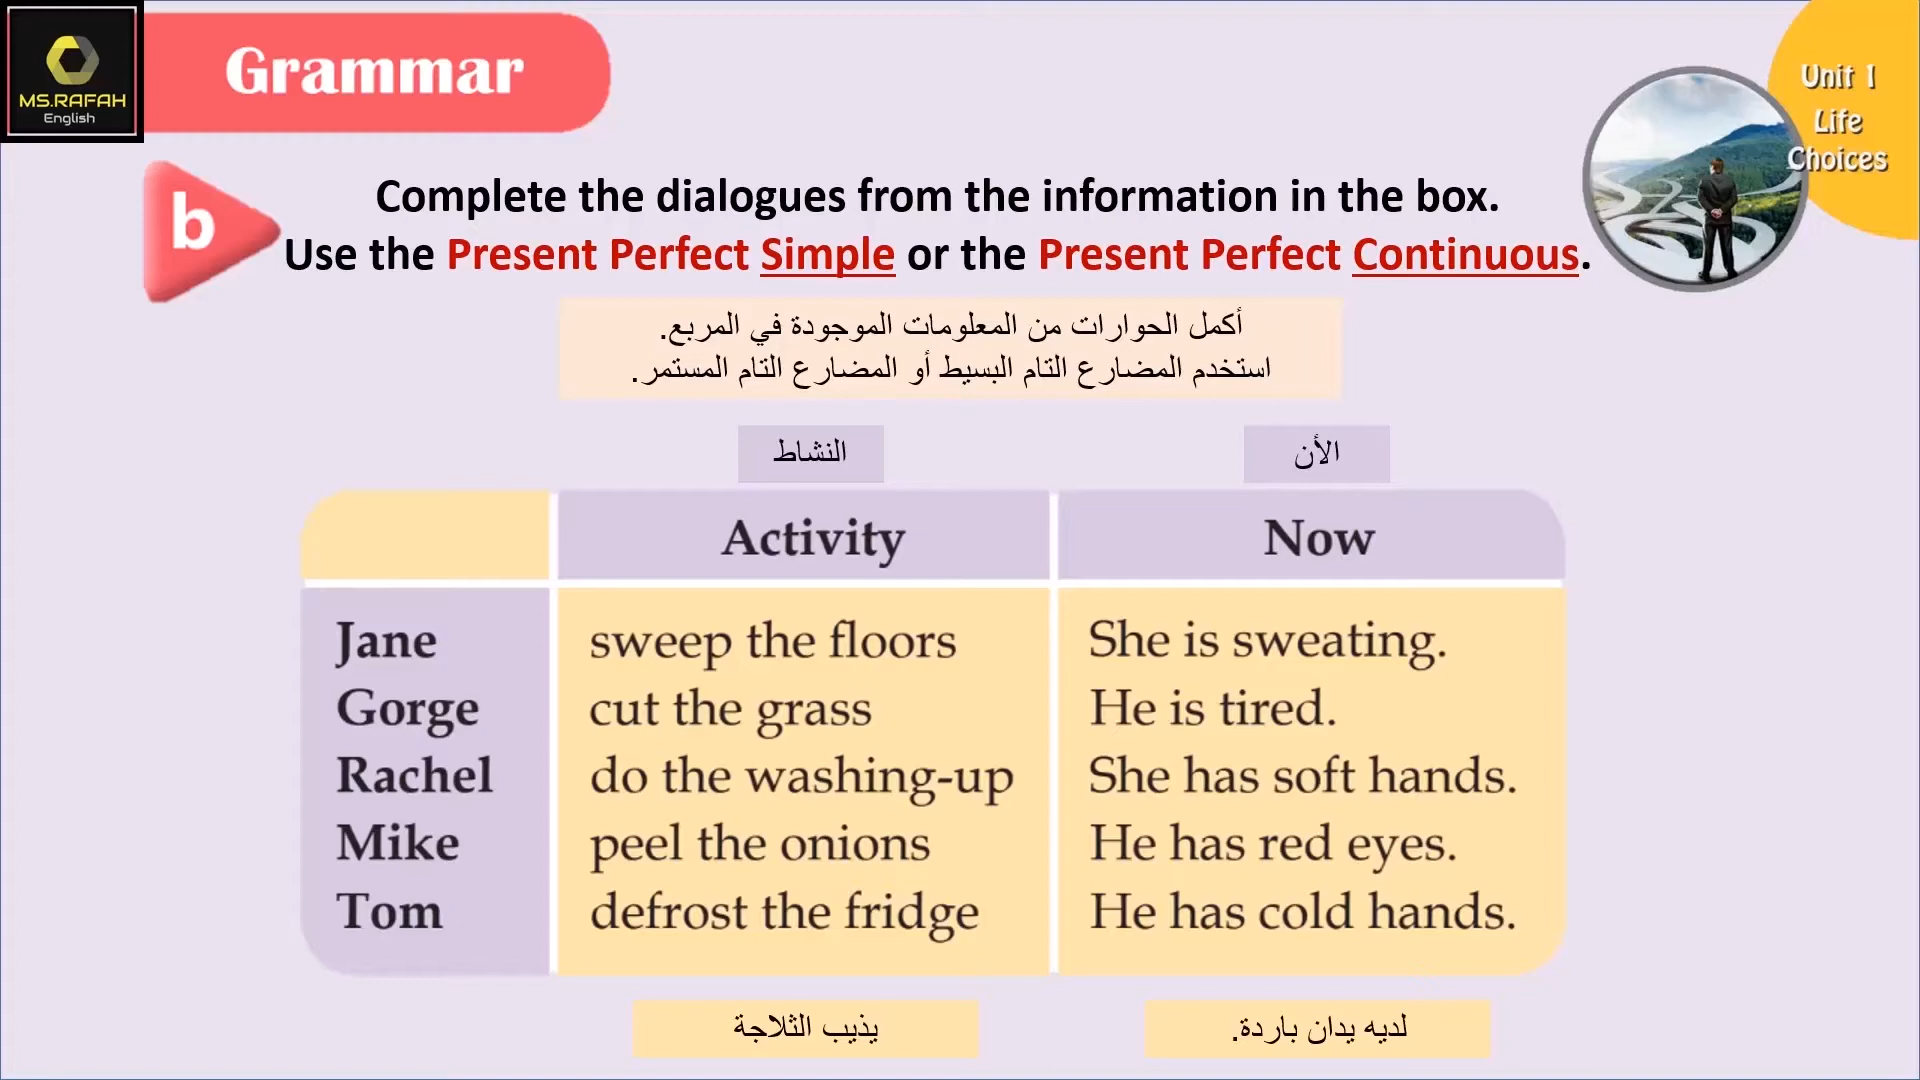 MS.RAFAH
English
Grammar
Unit 1
Life
Choices
b
Complete the dialogues from the information in the box.
Use the Present Perfect Simple or the Present Perfect Continuous.
أكمل الحوارات من المعلومات الموجودة في المربع.
استخدم المضارع التام البسيط أو المضارع التام المستمر.
النشاط
الأن
Activity
Now
Jane sweep the floors She is sweating.
Gorge cut the grass He is tired.
Rachel do the washing-up She has soft hands.
Mike peel the onions He has red eyes.
Tom defrost the fridge He has cold hands.
يذيب الثلاجة
لديه يدان باردة.